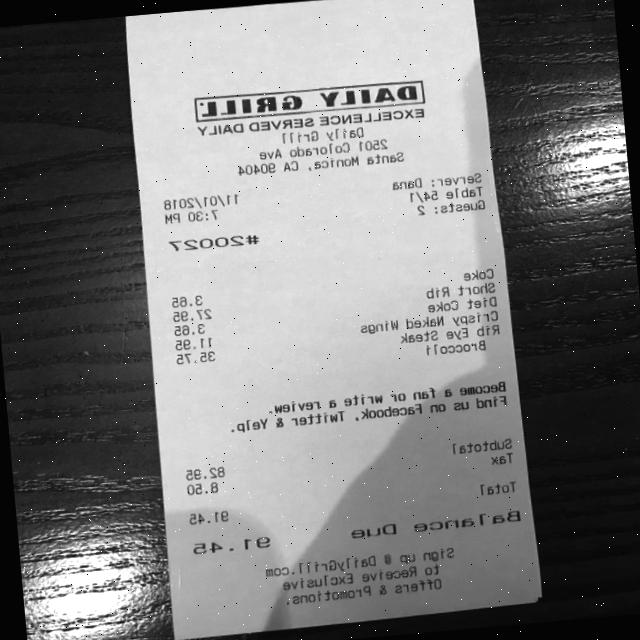 DAILY GRILL
EXCELLENCE SERVED DAILY
Daily Grill
2501 Colorado Ave
Santa Monica, CA 90404
Server: Dana 11/01/2018
Table 54/1 7:30 PM
Guests: 2
#20027
Coke 3.65
Short Rib 27.95
Diet Coke 3.65
Crispy Naked Wings 11.95
Rib Eye Steak 35.75
Broccoli
Become a fan or write a review.
Find us on Facebook, Twitter & Yelp.
Subtotal 82.95
Tax 8.50
Total 91.45
Balance Due 91.45
Sign up @ DailyGrill.com
to Receive Exclusive
Offers & Promotions.